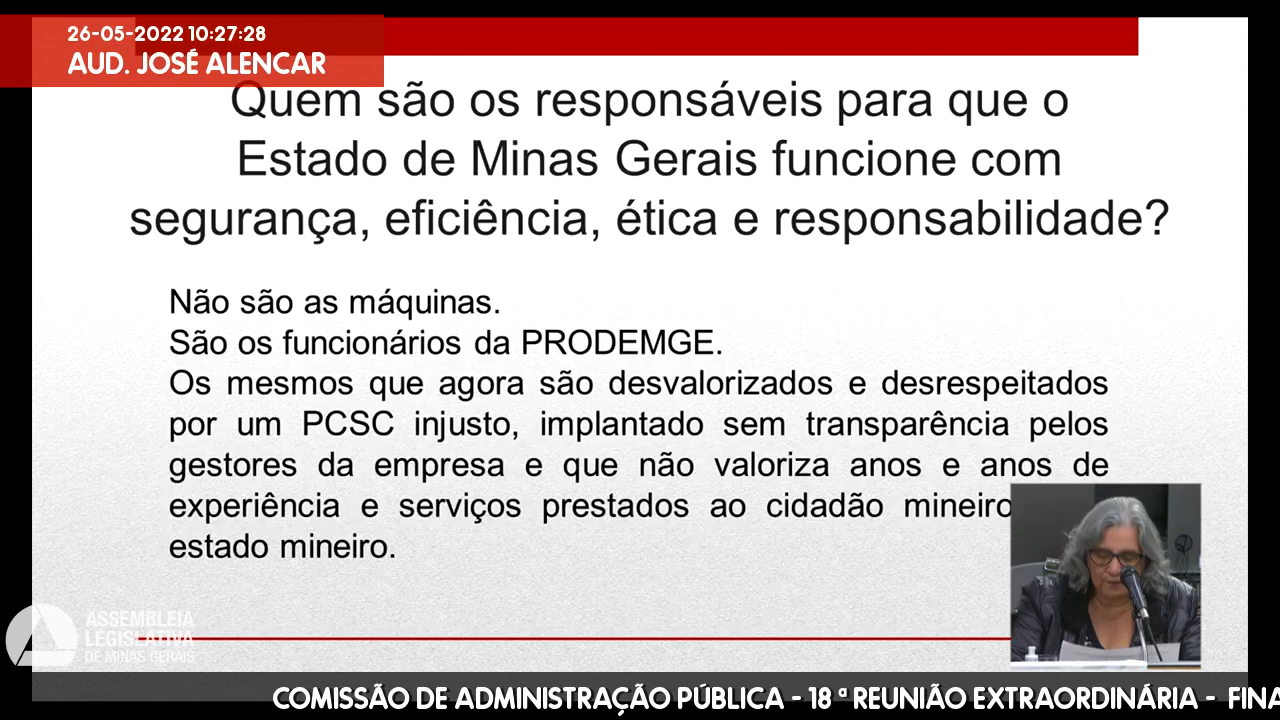 26-05-2022 10:27:28
AUD. JOSÉ ALENCAR
Quem são os responsáveis para que o
Estado de Minas Gerais funcione com
segurança, eficiência, ética e responsabilidade?
Não são as máquinas.
São os funcionários da PRODEMGE.
Os mesmos que agora são desvalorizados e desrespeitados
por um PCSC injusto, implantado sem transparência pelos
gestores da empresa e que não valoriza anos e anos de
experiência e serviços prestados ao cidadão mineiro
estado mineiro.
ASSEMBLEIA
LEGISLATIVA
DE MINAS GERAIS
COMISSÃO DE ADMINISTRAÇÃO PÚBLICA - 18ª REUNIÃO EXTRAORDINÁRIA -